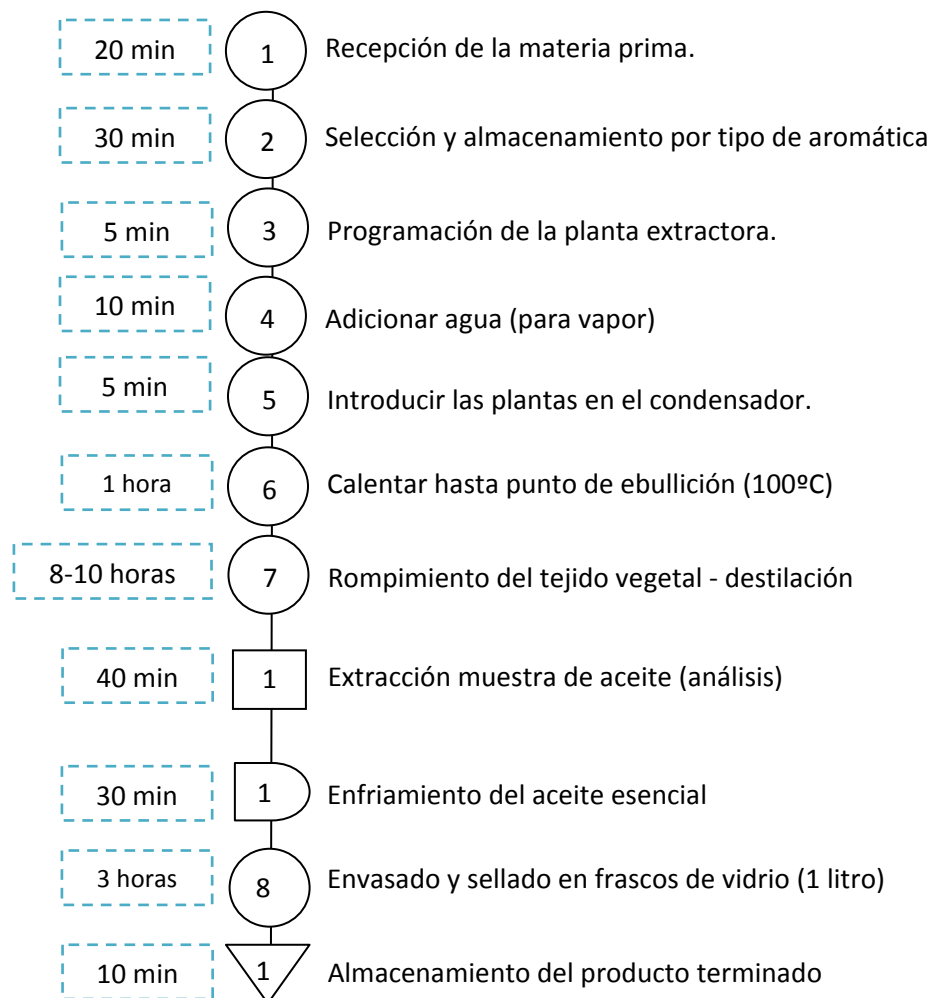 20 min 1 Recepción de la materia prima.
30 min 2 Selección y almacenamiento por tipo de aromática
5 min 3 Programación de la planta extractora.
10 min 4 Adicionar agua (para vapor)
5 min 5 Introducir las plantas en el condensador.
1 hora 6 Calentar hasta punto de ebullición (100ºC)
8-10 horas 7 Rompimiento del tejido vegetal - destilación
40 min 1 Extracción muestra de aceite (análisis)
30 min 1 Enfriamiento del aceite esencial
3 horas 8 Envasado y sellado en frascos de vidrio (1 litro)
10 min 1 Almacenamiento del producto terminado